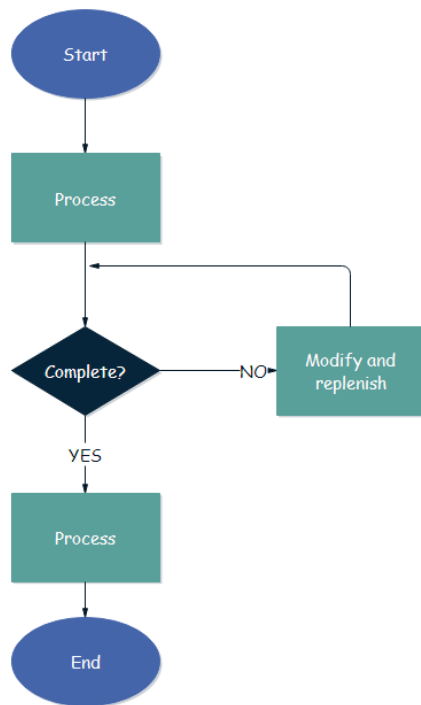 Start
Process
Complete?
NO
Modify and
replenish
YES
Process
End